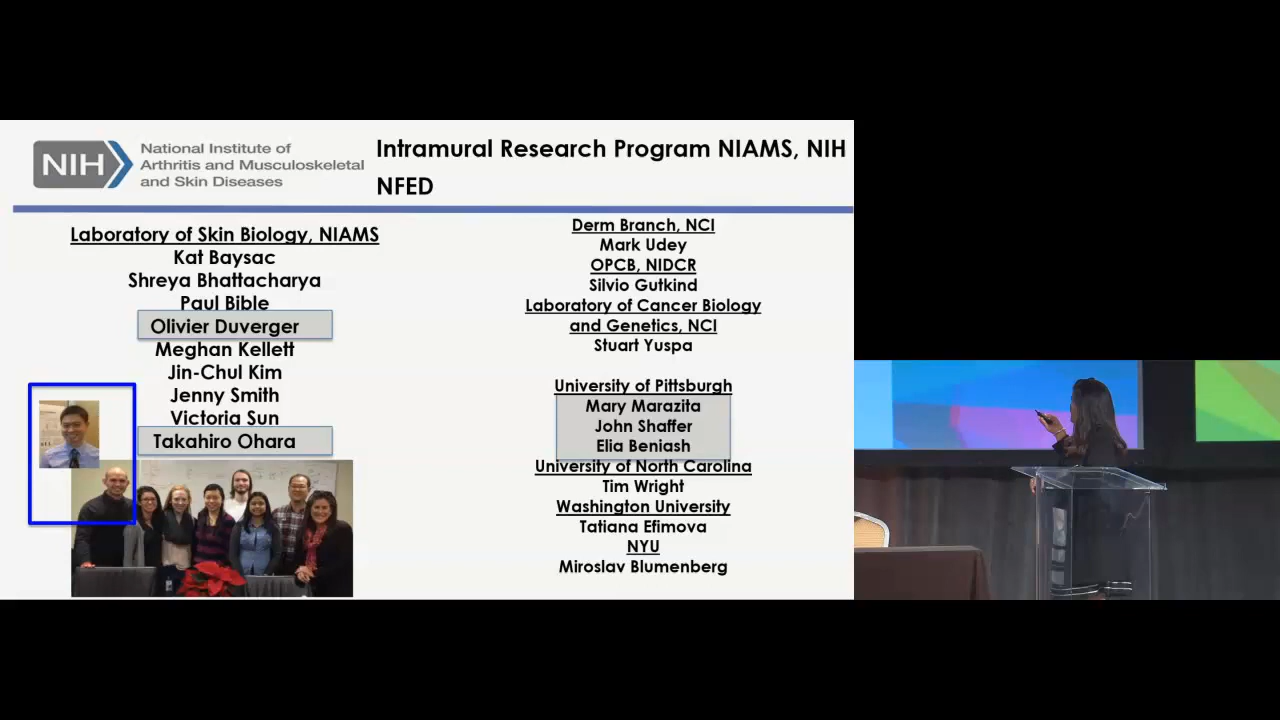 NIH
National Institute of
Arthritis and Musculoskeletal
and Skin Diseases
Intramural Research Program NIAMS, NIH
NFED
Laboratory of Skin Biology, NIAMS
Kat Baysac
Shreya Bhattacharya
Paul Bible
Olivier Duverger
Meghan Kellett
Jin-Chul Kim
Jenny Smith
Victoria Sun
Takahiro Ohara
Derm Branch, NCI
Mark Udey
OPCB, NIDCR
Silvio Gutkind
Laboratory of Cancer Biology
and Genetics, NCI
Stuart Yuspa
University of Pittsburgh
Mary Marazita
John Shaffer
Elia Beniash
University of North Carolina
Tim Wright
Washington University
Tatiana Efimova
NYU
Miroslav Blumenberg